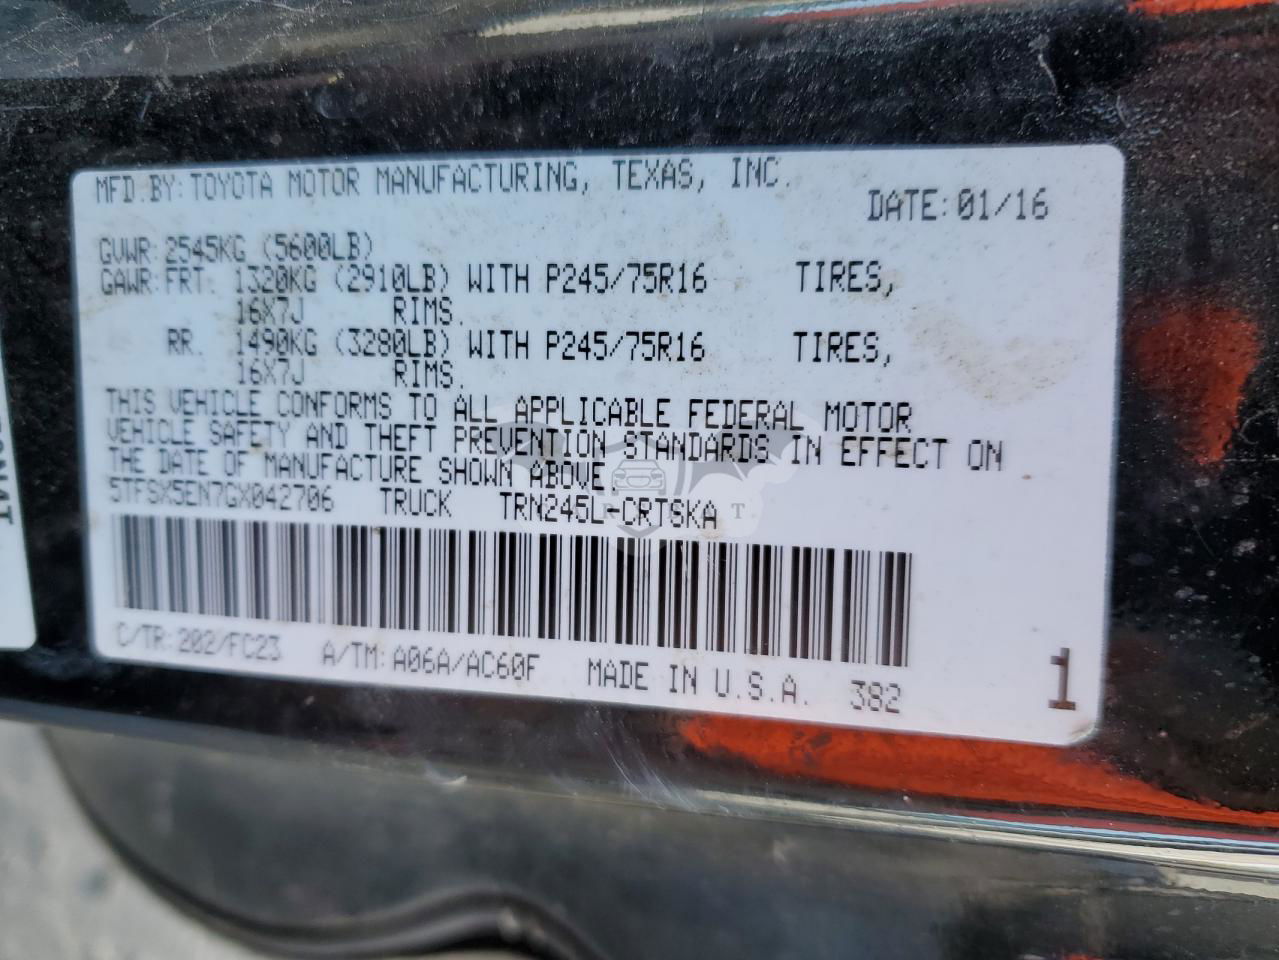 MFD.BY:TOYOTA MOTOR MANUFACTURING, TEXAS, INC.
DATE:01/16
GVWR:2545KG (5600LB)
GAWR:FRT. 1320KG (2910LB) WITH P245/75R16 TIRES,
16X7J RIMS.
RR. 1490KG (3280LB) WITH P245/75R16 TIRES,
16X7J RIMS.
THIS VEHICLE CONFORMS TO ALL APPLICABLE FEDERAL MOTOR
VEHICLE SAFETY AND THEFT PREVENTION STANDARDS IN EFFECT ON
THE DATE OF MANUFACTURE SHOWN ABOVE.
5TFSX5EN7GX042706 TRUCK TRN245L-CRTSKA
C/TR:202/FC23 A/TM:A06A/AC60F MADE IN U.S.A. 382
1